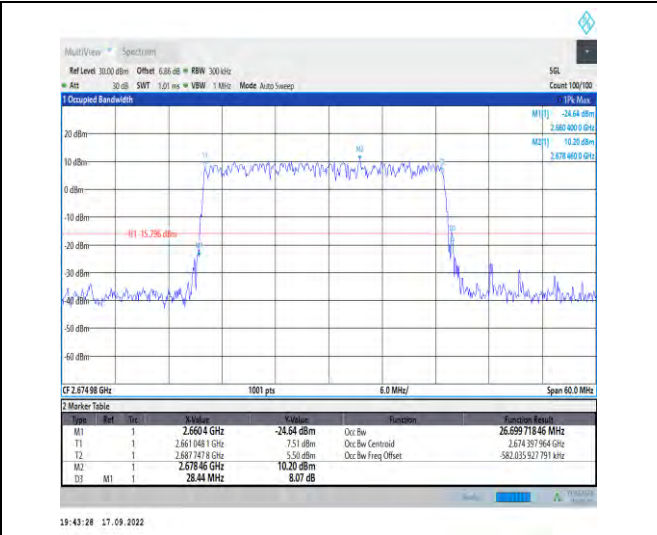 MultiView Spectrum
Ref Level 30.00 dBm Offset 6.86 dB RBW 300 kHz SGL
Att 30 dB SWT 1.01 ms VBW 1 MHz Mode Auto Sweep Count 100/100
1 Occupied Bandwidth 1Pk Max
M1[1] -24.64 dBm
2.660 400 0 GHz
M2[1] 10.20 dBm
2.678 460 0 GHz
20 dBm
M2
T1
10 dBm
0 dBm
-10 dBm
H1 -15.796 dBm
-20 dBm
-30 dBm
-40 dBm
-50 dBm
-60 dBm
CF 2.674 98 GHz 1001 pts 6.0 MHz/ Span 60.0 MHz
2 Marker Table
Type Ref Trc X-Value Y-Value Function Function Result
M1 1 2.660 4 GHz -24.64 dBm Occ Bw 26.699 718 46 MHz
T1 1 2.661 048 1 GHz 7.51 dBm Occ Bw Centroid 2.674 397 964 GHz
T2 1 2.687 747 8 GHz 5.50 dBm Occ Bw Freq Offset -582.035 927 791 kHz
M2 1 2.678 46 GHz 10.20 dBm
D3 M1 1 28.44 MHz 8.07 dB
19:43:28 17.09.2022